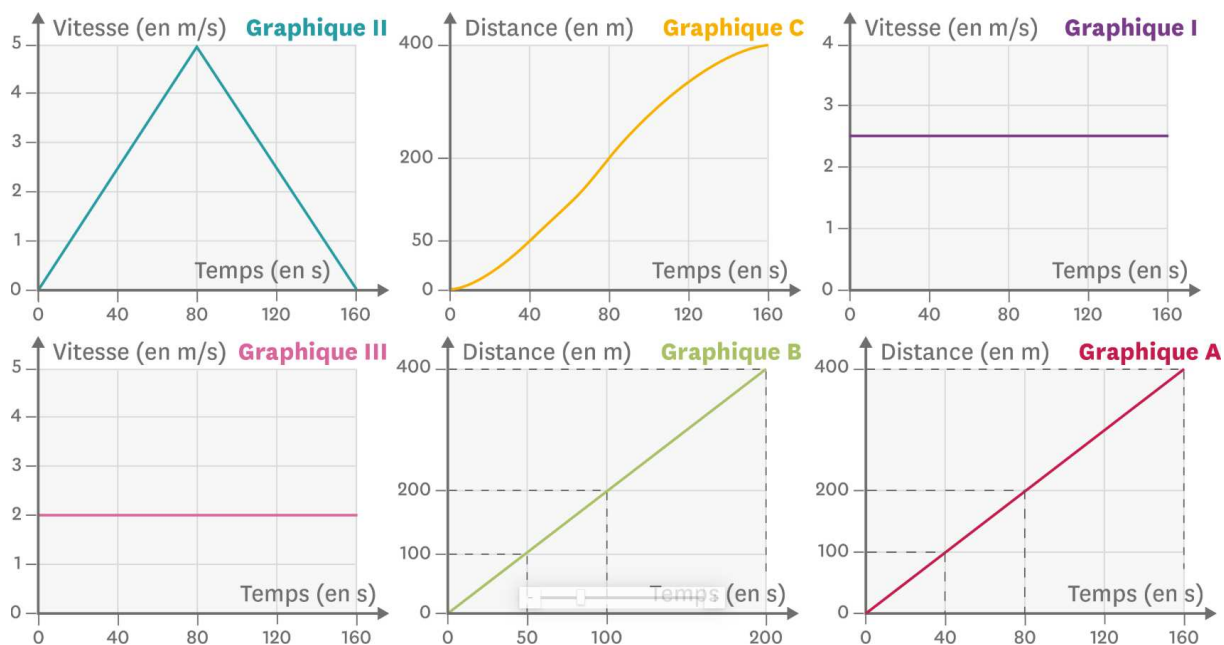 Vitesse (en m/s) Graphique II
5
4
3
2
1
0
Temps (en s)
0 40 80 120 160
Distance (en m) Graphique C
400
200
50
0
Temps (en s)
0 40 80 120 160
Vitesse (en m/s) Graphique I
4
3
2
1
0
Temps (en s)
0 40 80 120 160
Vitesse (en m/s) Graphique III
5
4
3
2
1
0
Temps (en s)
0 40 80 120 160
Distance (en m) Graphique B
400
200
100
0
Temps (en s)
0 50 100 200
Distance (en m) Graphique A
400
200
100
0
Temps (en s)
0 40 80 120 160